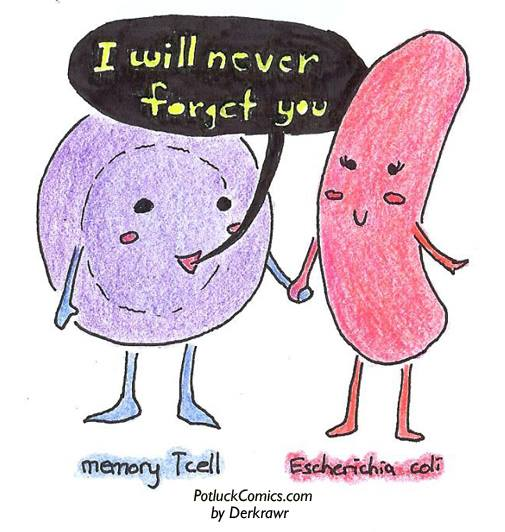 I will never
forget you
memory Tcell
Escherichia coli
PotluckComics.com
by Derkrawr